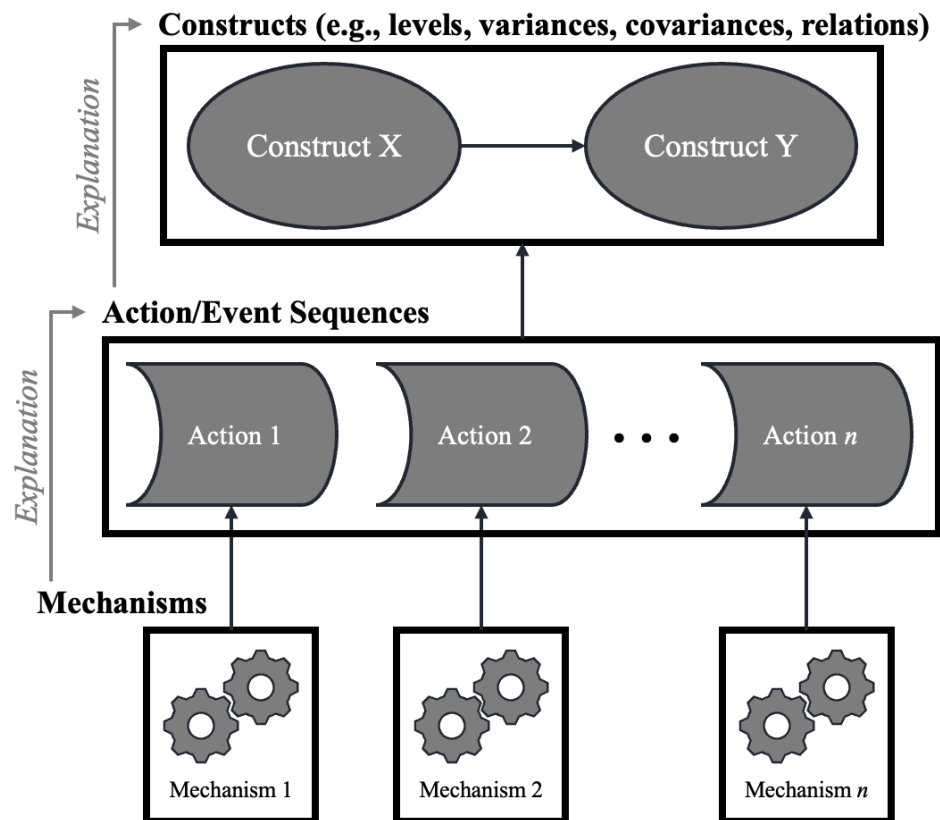 Constructs (e.g., levels, variances, covariances, relations)
Explanation
Construct X
Construct Y
Action/Event Sequences
Explanation
Action 1
Action 2
• • •
Action n
Mechanisms
Mechanism 1
Mechanism 2
Mechanism n